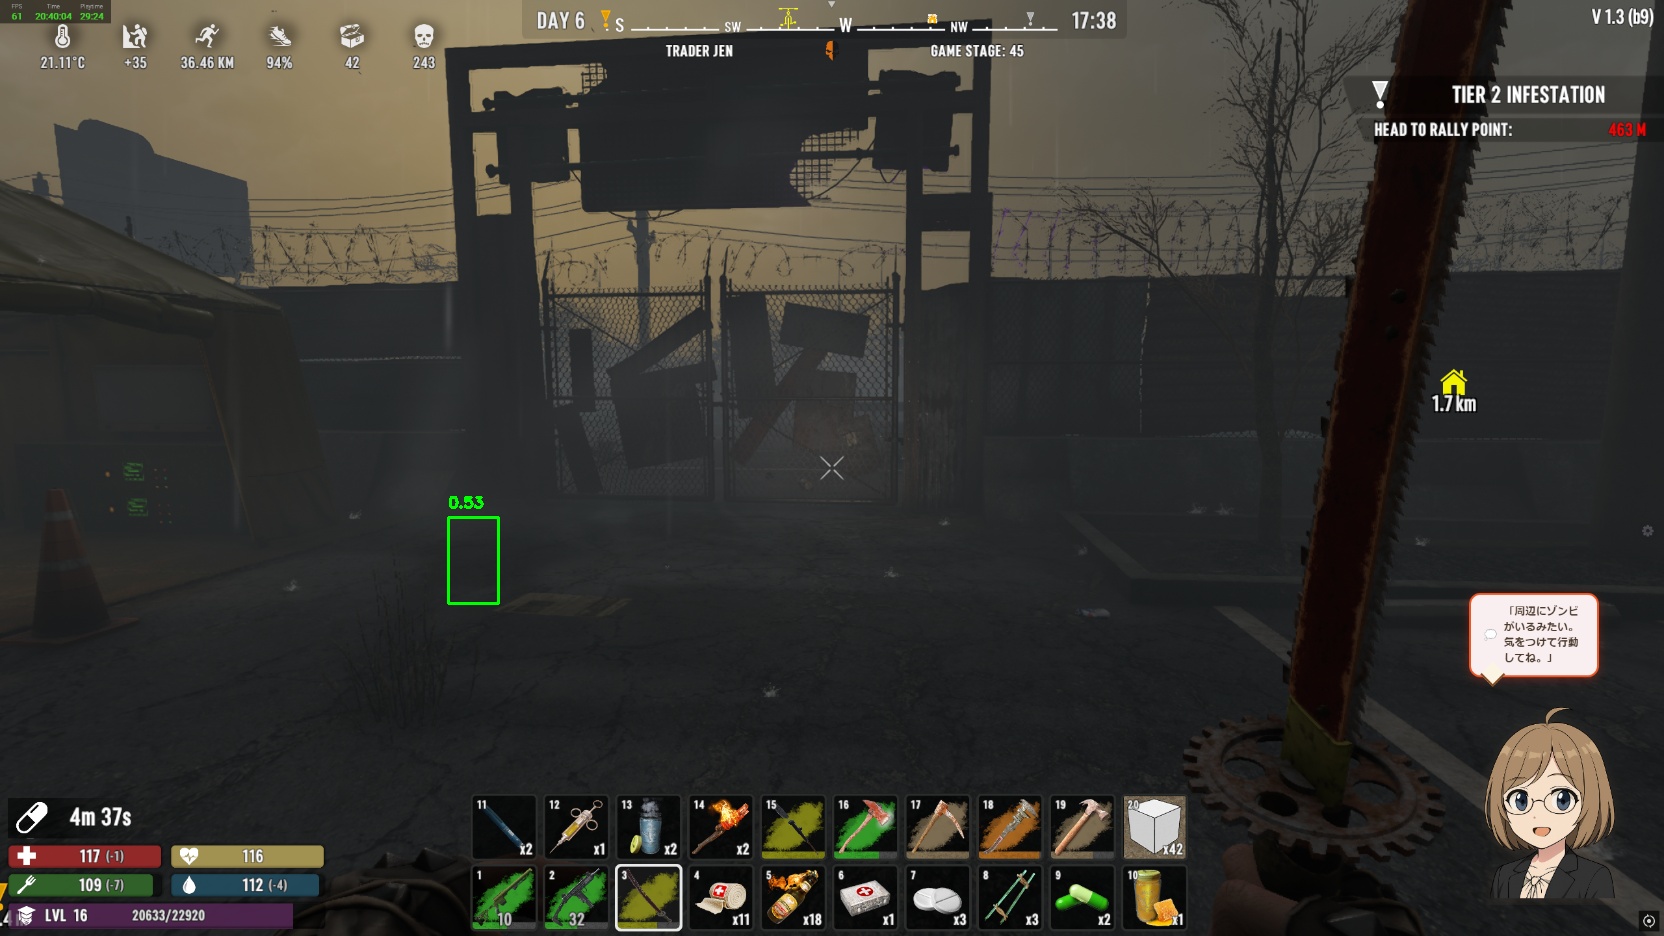 FPS Time Playtime
61 20:40:04 29:24
21.11°C
+35
36.46 KM
94%
42
243
DAY 6
S
SW
W
NW
17:38
TRADER JEN
GAME STAGE: 45
V 1.3 (b9)
TIER 2 INFESTATION
HEAD TO RALLY POINT: 463 M
1.7 km
0.53
「周辺にゾンビ
がいるみたい。
気をつけて行動
してね。」
4m 37s
117 (-1)
116
109 (-7)
112 (-4)
LVL 16 20633/22920
11 x2
12 x1
13 x2
14 x2
15
16
17
18
19
20 x42
1 10
2 32
3
4 x11
5 x18
6 x1
7 x3
8 x3
9 x2
10 x1